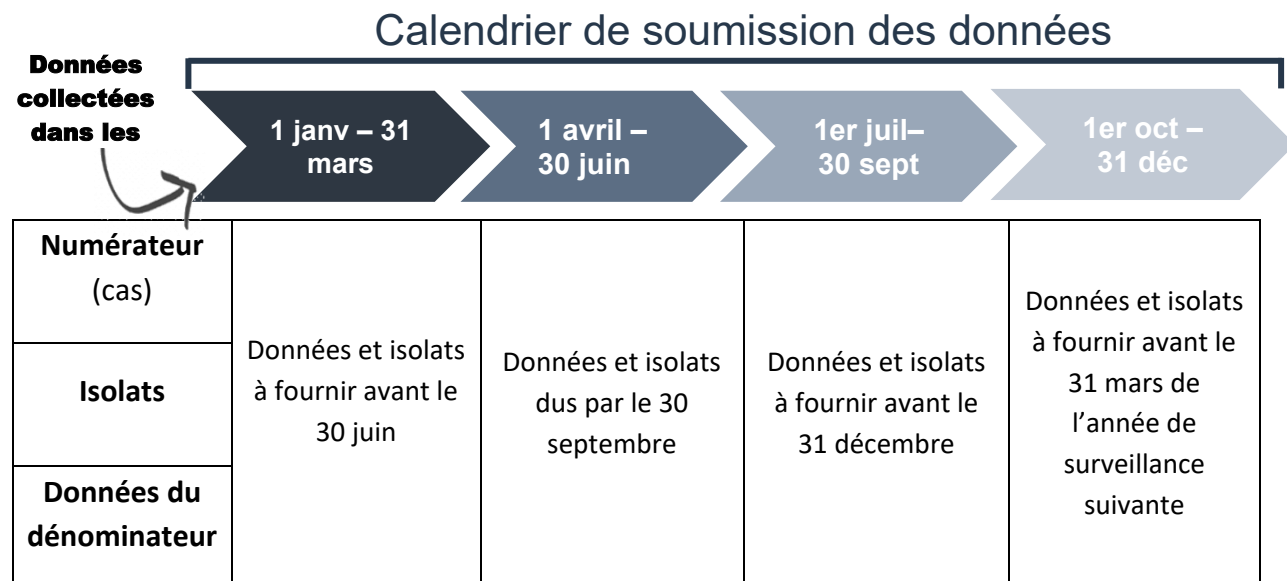 Calendrier de soumission des données
Données
collectées
dans les
1 janv – 31
mars
1 avril –
30 juin
1er juil–
30 sept
1er oct –
31 déc
Numérateur
(cas)
Isolats
Données du
dénominateur
Données et isolats
à fournir avant le
30 juin
Données et isolats
dus par le 30
septembre
Données et isolats
à fournir avant le
31 décembre
Données et isolats
à fournir avant le
31 mars de
l’année de
surveillance
suivante